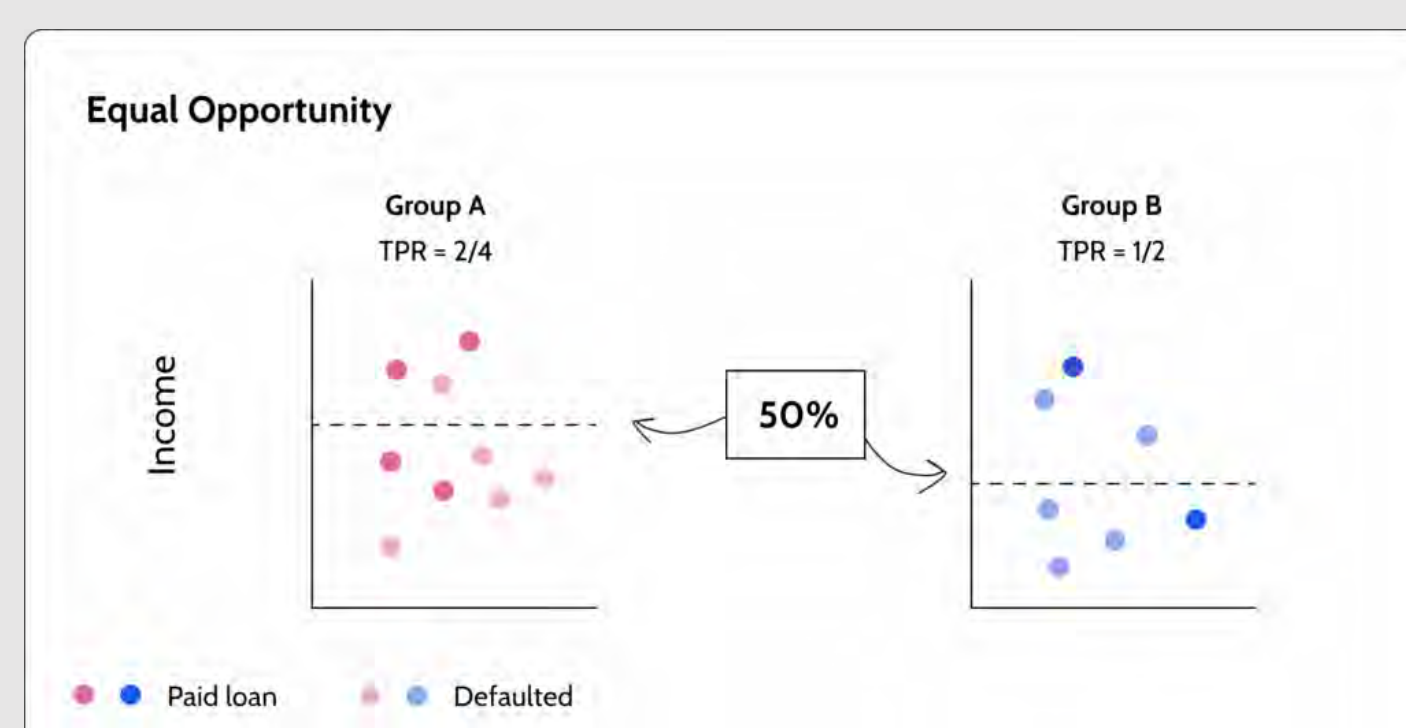 Equal Opportunity
Group A
TPR = 2/4
Group B
TPR = 1/2
Income
50%
Paid loan
Defaulted